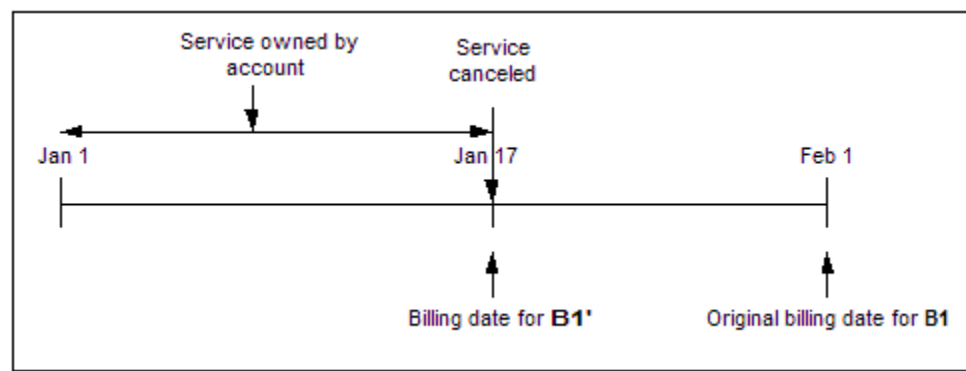 Service owned by
account
Service
canceled
Jan 1
Jan 17
Feb 1
Billing date for B1'
Original billing date for B1